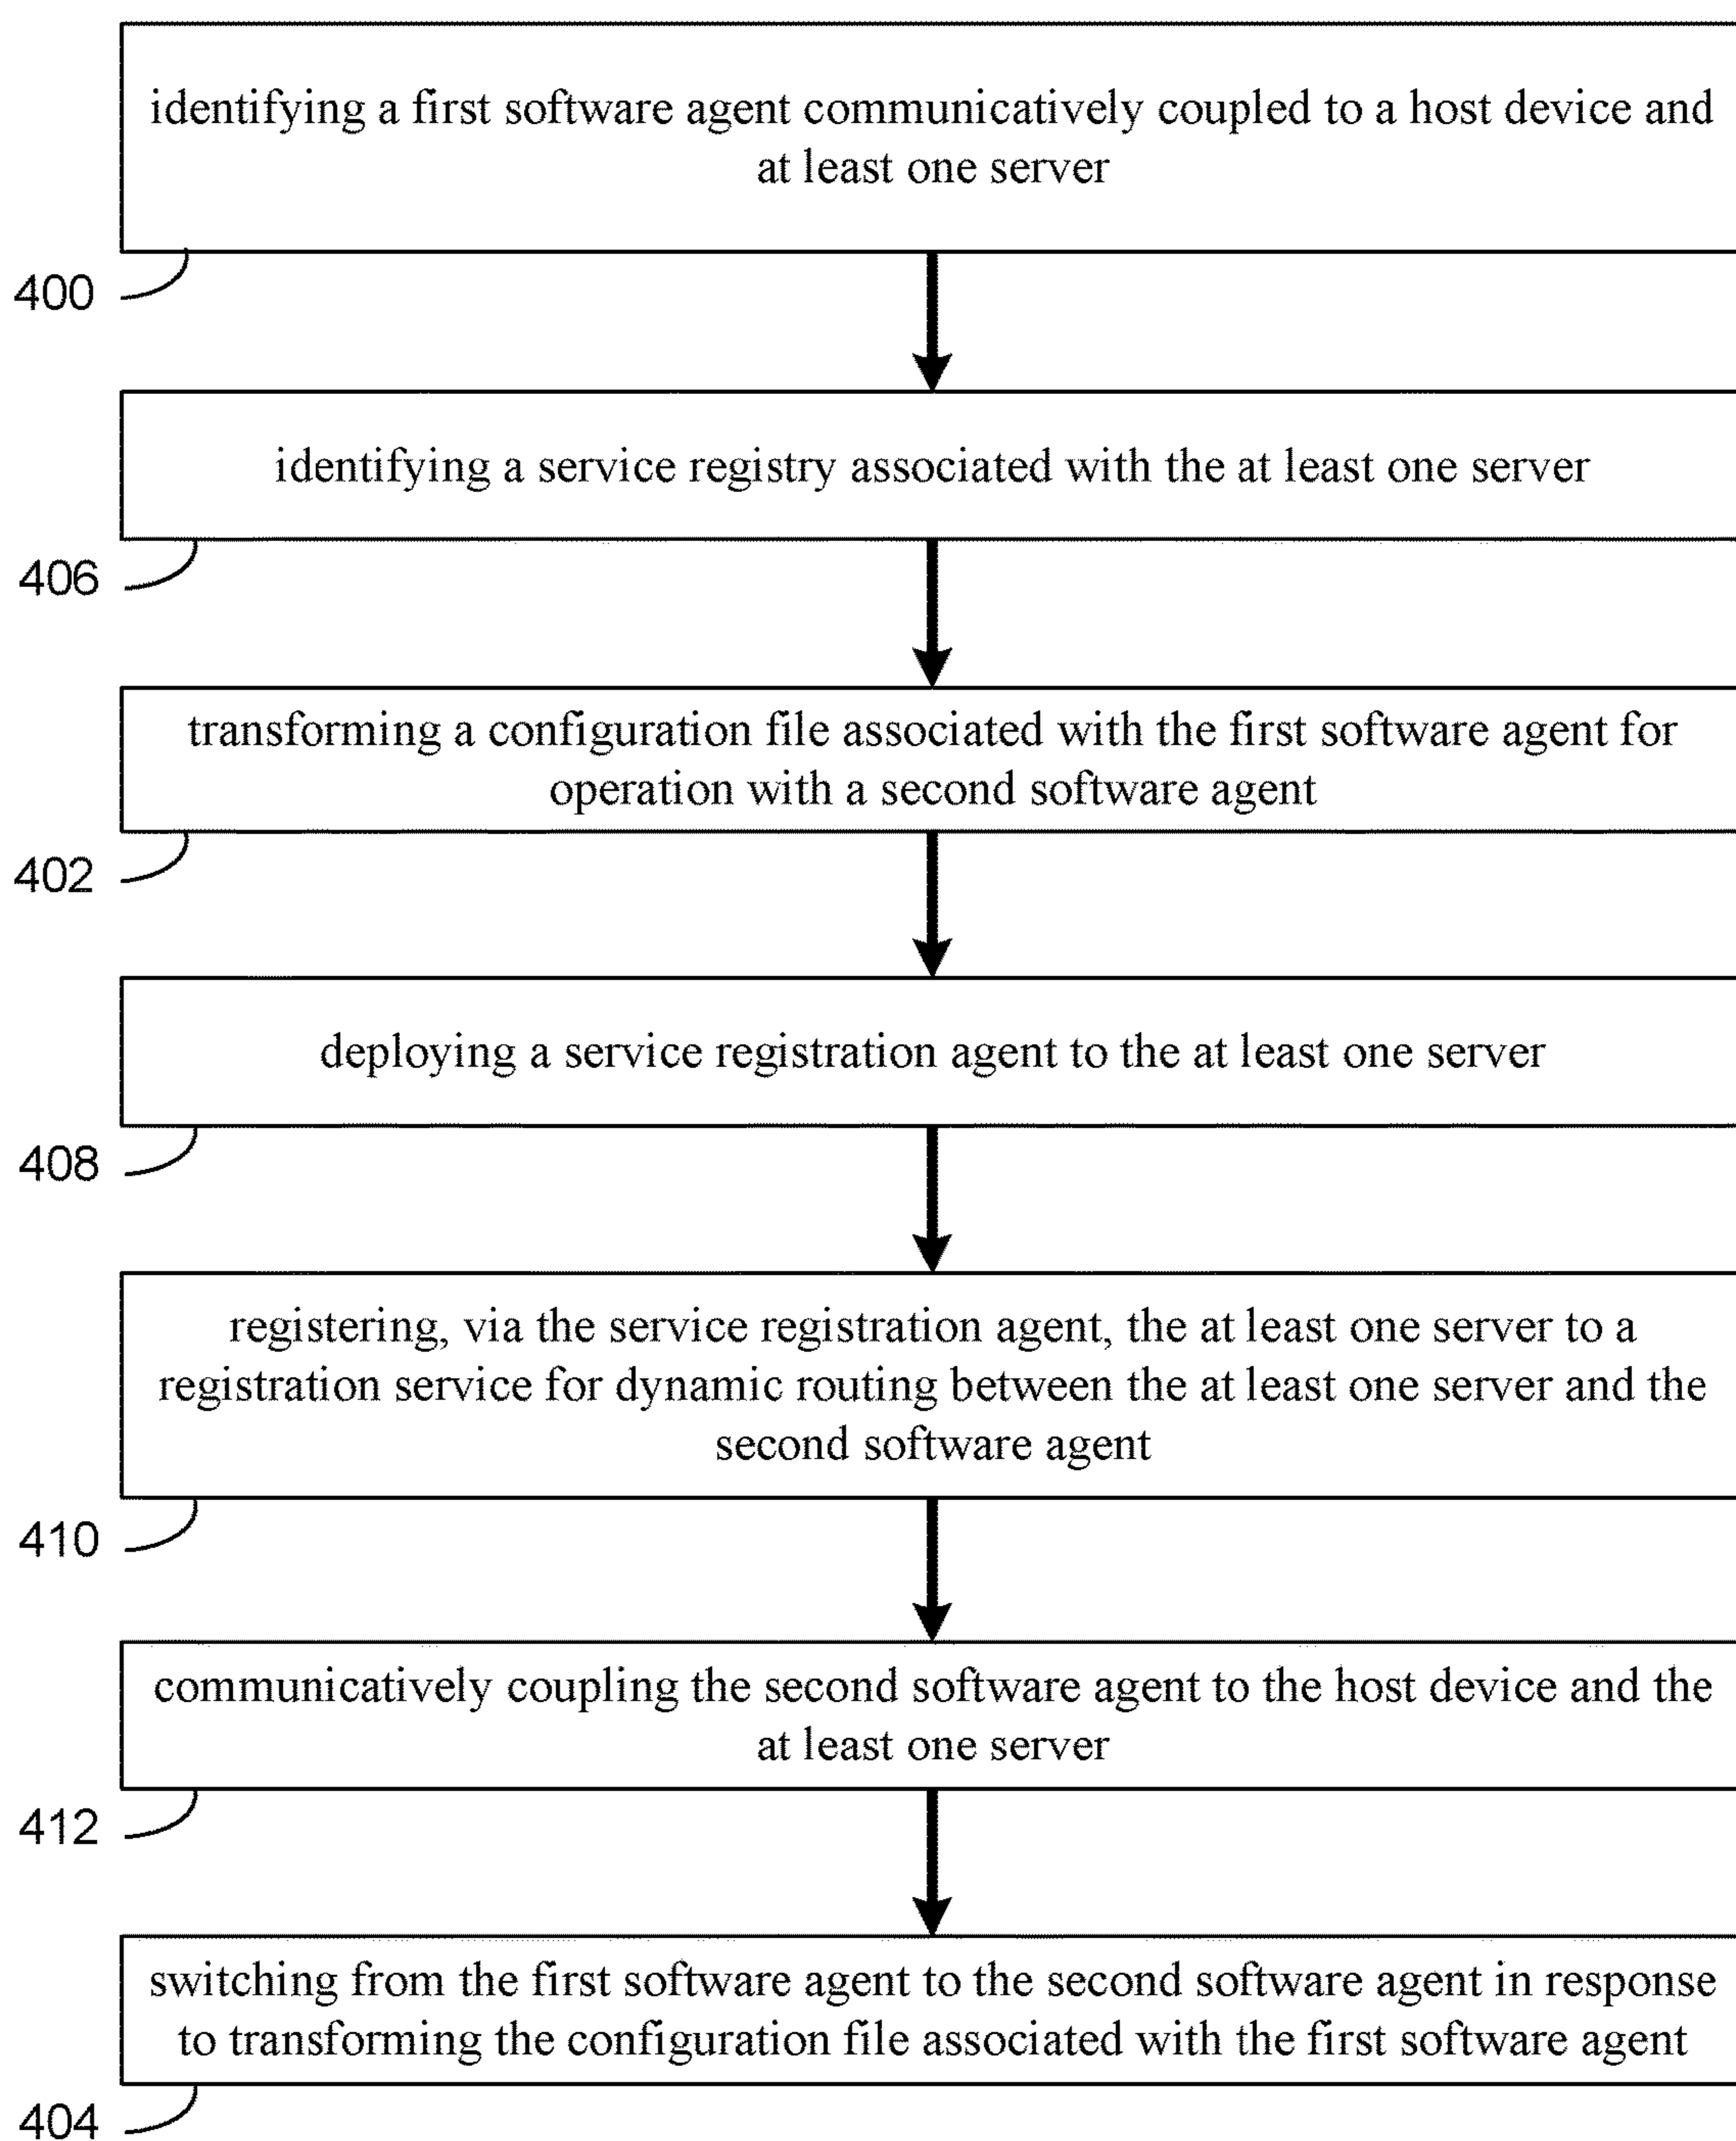 identifying a first software agent communicatively coupled to a host device and
at least one server
400
identifying a service registry associated with the at least one server
406
transforming a configuration file associated with the first software agent for
operation with a second software agent
402
deploying a service registration agent to the at least one server
408
registering, via the service registration agent, the at least one server to a
registration service for dynamic routing between the at least one server and the
second software agent
410
communicatively coupling the second software agent to the host device and the
at least one server
412
switching from the first software agent to the second software agent in response
to transforming the configuration file associated with the first software agent
404